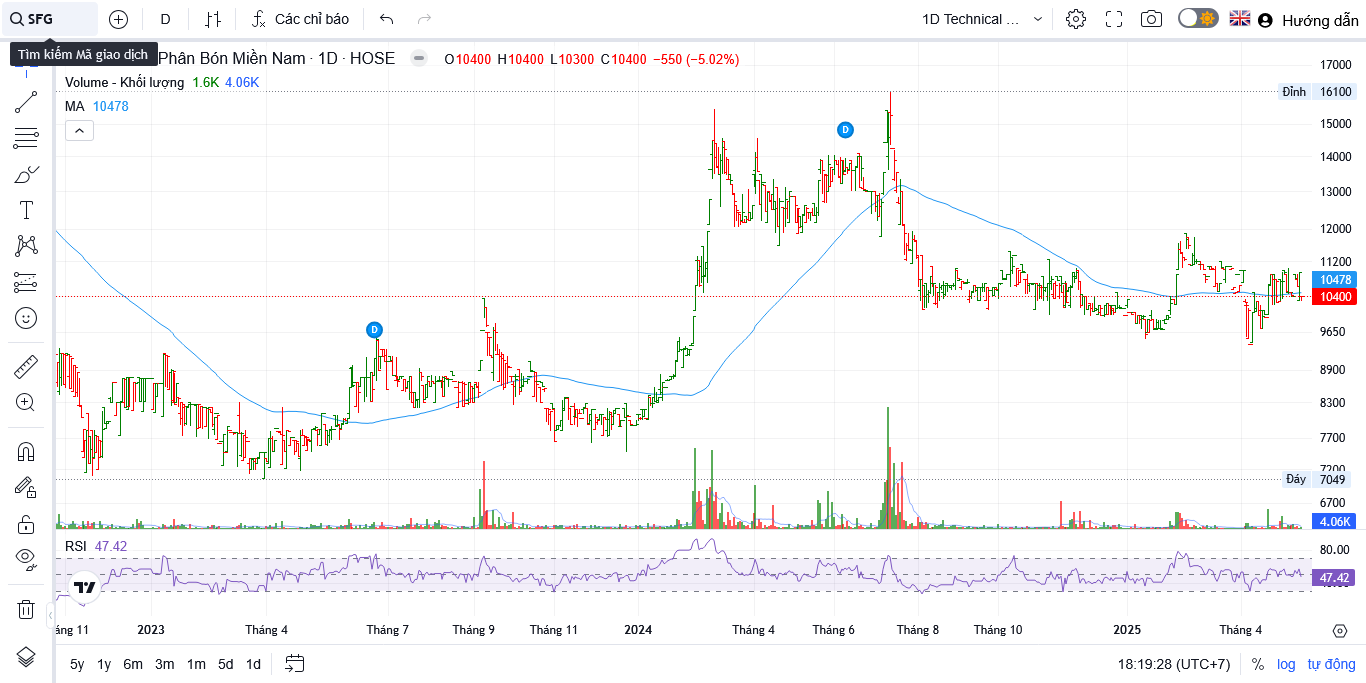 SFG
D
Các chỉ báo
1D Technical ...
Hướng dẫn
Tìm kiếm Mã giao dịch
Phân Bón Miền Nam · 1D · HOSE
O10400 H10400 L10300 C10400 −550 (−5.02%)
Volume - Khối lượng 1.6K 4.06K
MA 10478
17000
Đỉnh 16100
15000
14000
13000
12000
11200
10478
10400
9650
8900
8300
7700
7200
Đáy 7049
6700
4.06K
D
D
RSI 47.42
80.00
47.42
áng 11 2023 Tháng 4 Tháng 7 Tháng 9 Tháng 11 2024 Tháng 4 Tháng 6 Tháng 8 Tháng 10 2025 Tháng 4
5y 1y 6m 3m 1m 5d 1d
18:19:28 (UTC+7) % log tự động